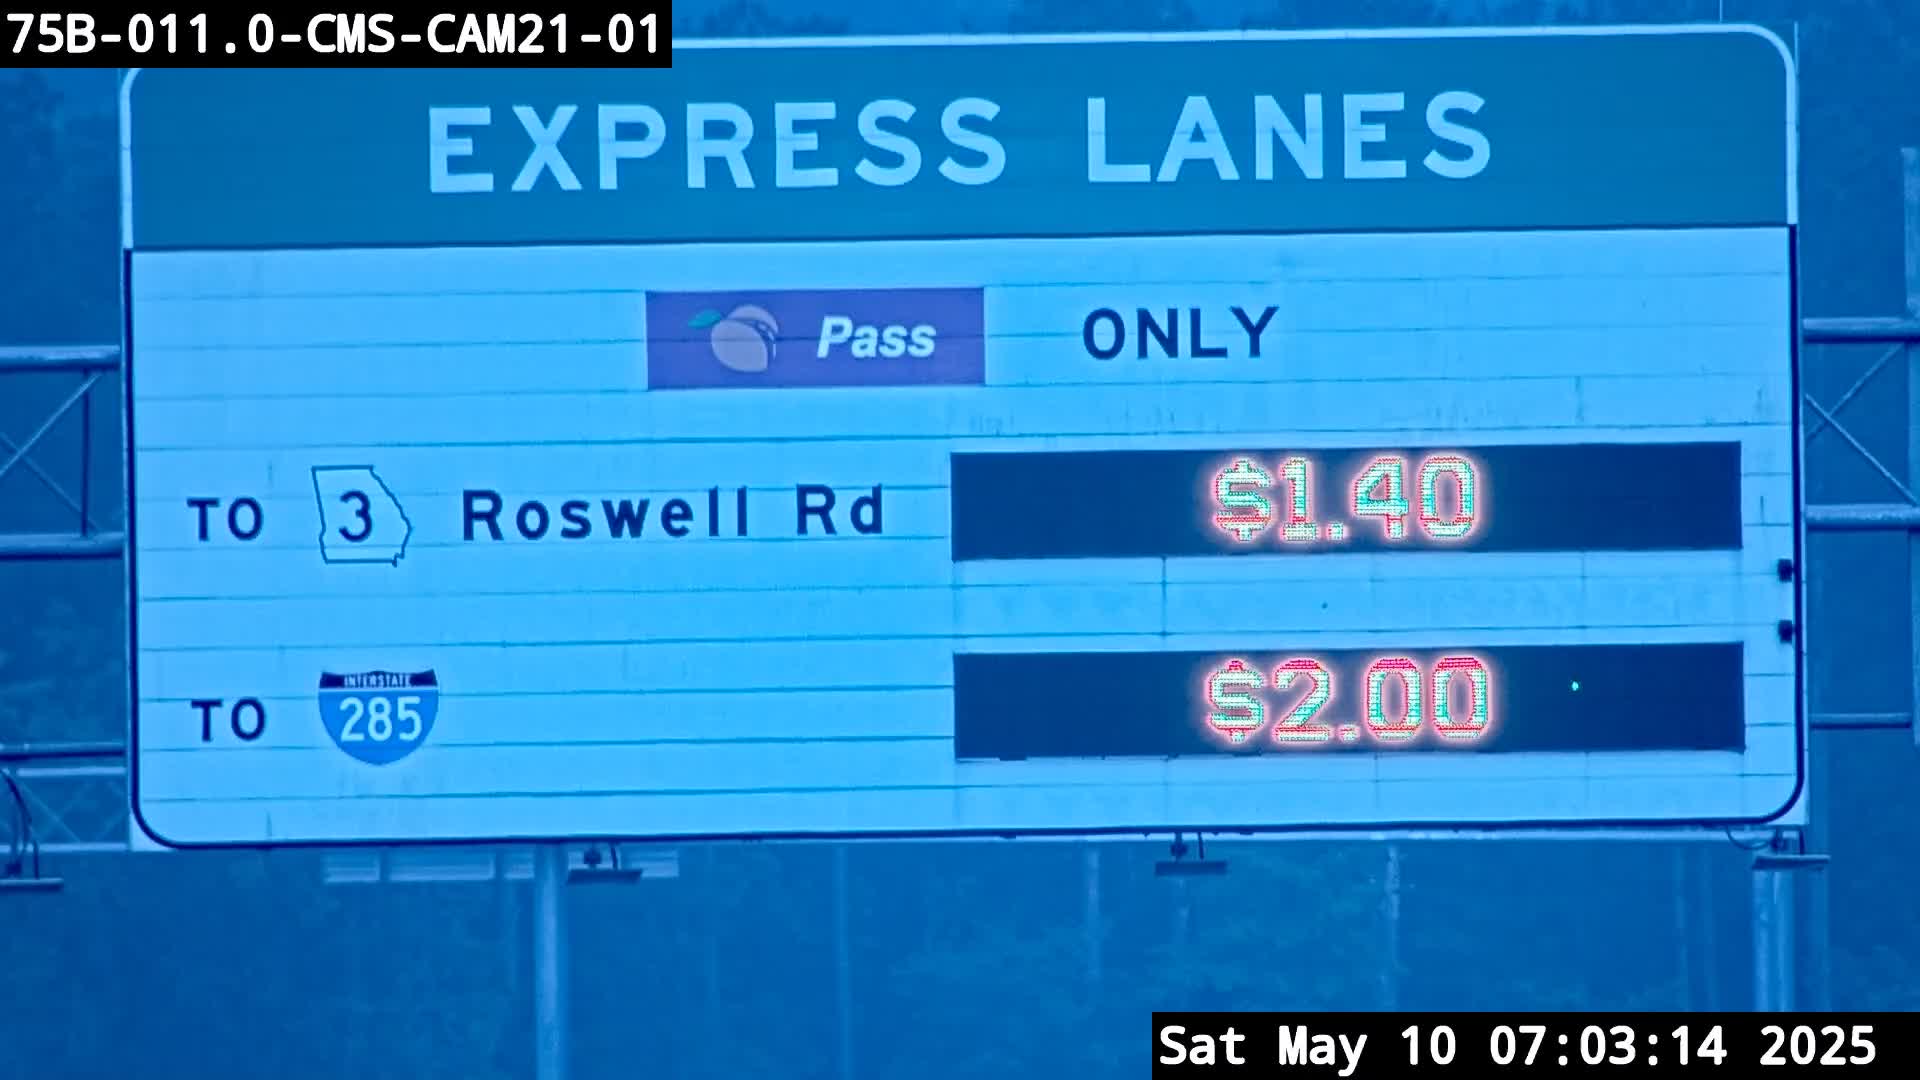 75B-011.0-CMS-CAM21-01
EXPRESS LANES
Pass ONLY
TO 3 Roswell Rd $1.40
TO INTERSTATE 285 $2.00
Sat May 10 07:03:14 2025